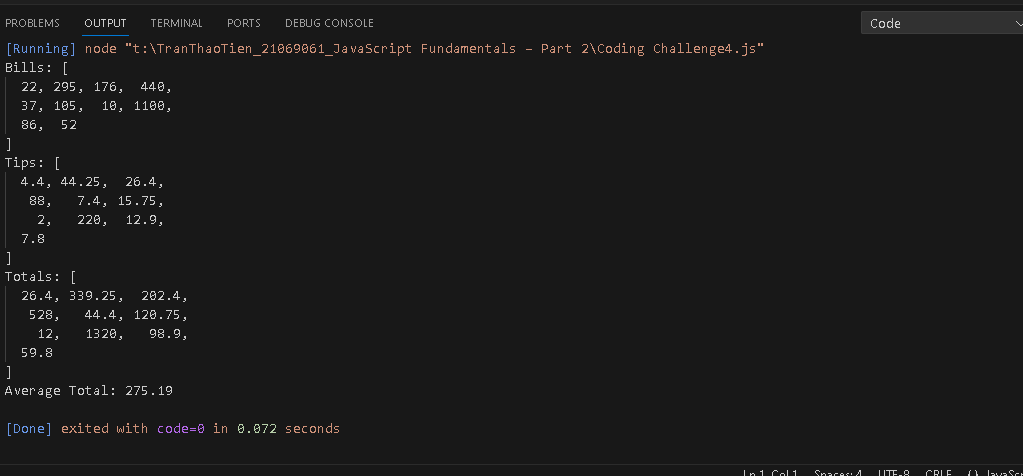 PROBLEMS OUTPUT TERMINAL PORTS DEBUG CONSOLE Code
[Running] node "t:\TranThaoTien_21069061_JavaScript Fundamentals – Part 2\Coding Challenge4.js"
Bills: [
22, 295, 176, 440,
37, 105, 10, 1100,
86, 52
]
Tips: [
4.4, 44.25, 26.4,
88, 7.4, 15.75,
2, 220, 12.9,
7.8
]
Totals: [
26.4, 339.25, 202.4,
528, 44.4, 120.75,
12, 1320, 98.9,
59.8
]
Average Total: 275.19
[Done] exited with code=0 in 0.072 seconds
Ln 1, Col 1 Spaces: 4 UTF-8 CRLF {}